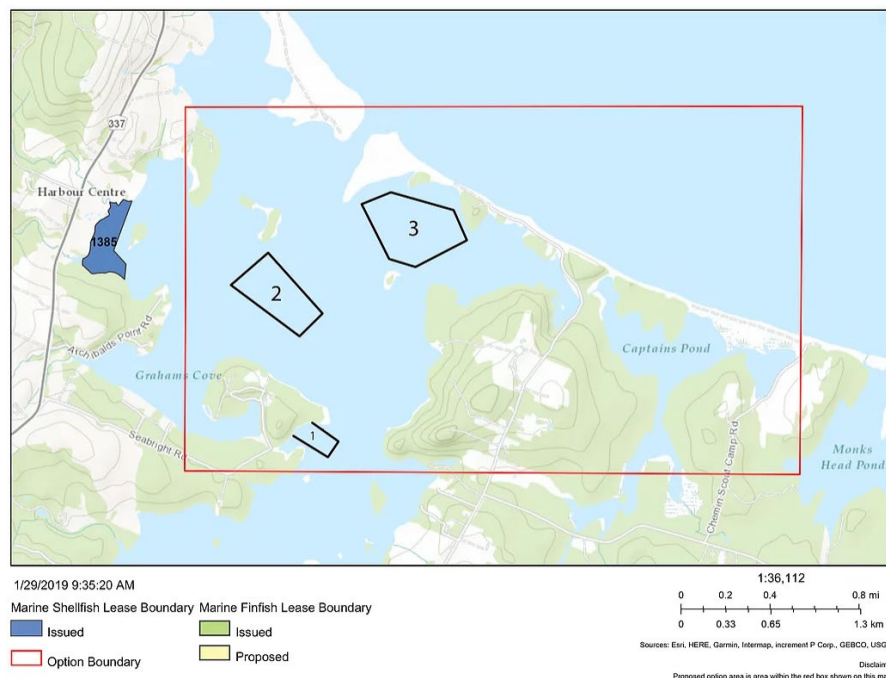 337
Harbour Centre
1385
3
2
Archibalds Point Rd
Captains Pond
Grahams Cove
1
Seabright Rd
Chemin Scout Camp Rd
Monks
Head Pond
1/29/2019 9:35:20 AM
1:36,112
Marine Shellfish Lease Boundary Marine Finfish Lease Boundary
0 0.2 0.4 0.8 mi
Issued Issued
0 0.33 0.65 1.3 km
Option Boundary Proposed
Sources: Esri, HERE, Garmin, Intermap, increment P Corp., GEBCO, USG
Disclaim
Proposed option area is area within the red box shown on this ma